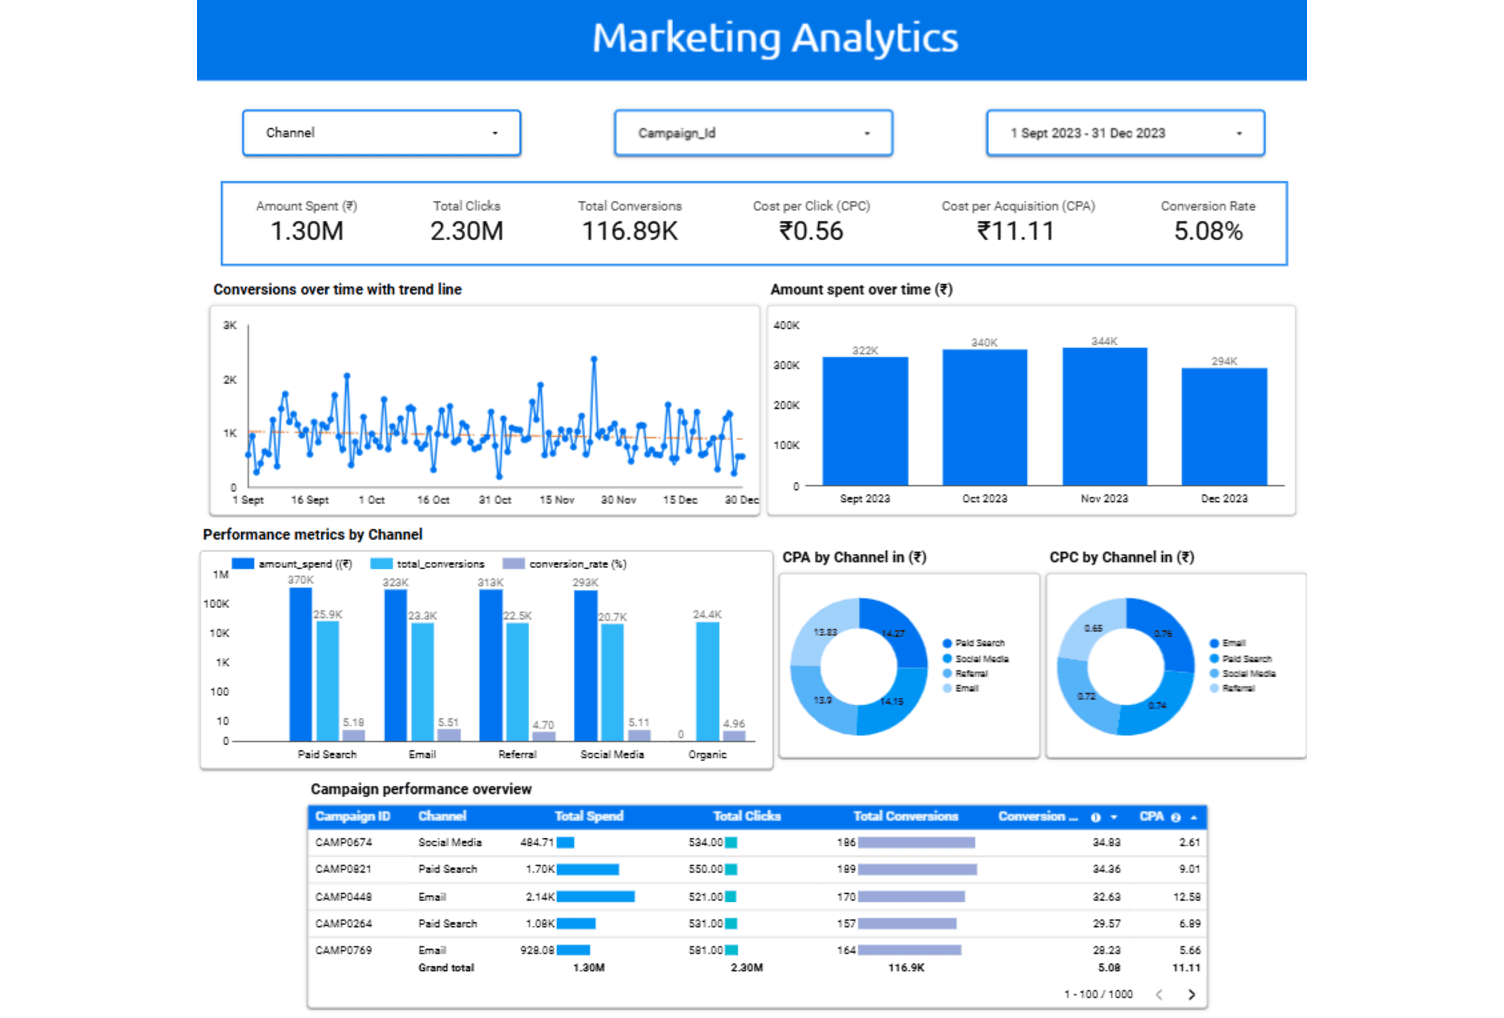 Marketing Analytics
Channel
Campaign_Id
1 Sept 2023 - 31 Dec 2023
Amount Spent (₹)
Total Clicks
Total Conversions
Cost per Click (CPC)
Cost per Acquisition (CPA)
Conversion Rate
1.30M
2.30M
116.89K
₹0.56
₹11.11
5.08%
Conversions over time with trend line
3K
2K
1K
0
1 Sept
16 Sept
1 Oct
16 Oct
31 Oct
15 Nov
30 Nov
15 Dec
30 Dec
Amount spent over time (₹)
400K
300K
200K
100K
0
322K
340K
344K
294K
Sept 2023
Oct 2023
Nov 2023
Dec 2023
Performance metrics by Channel
amount_spend ((₹)
total_conversions
conversion_rate (%)
1M
100K
10K
1K
100
10
0
370K
25.9K
5.18
323K
23.3K
5.51
313K
22.5K
4.70
293K
20.7K
5.11
0
24.4K
4.96
Paid Search
Email
Referral
Social Media
Organic
CPA by Channel in (₹)
13.83
14.27
13.9
14.15
Paid Search
Social Media
Referral
Email
CPC by Channel in (₹)
0.65
0.76
0.72
0.74
Email
Paid Search
Social Media
Referral
Campaign performance overview
Campaign ID Channel Total Spend Total Clicks Total Conversions Conversion ... CPA
CAMP0674 Social Media 484.71 534.00 186 34.83 2.61
CAMP0821 Paid Search 1.70K 550.00 189 34.36 9.01
CAMP0448 Email 2.14K 521.00 170 32.63 12.58
CAMP0264 Paid Search 1.08K 531.00 157 29.57 6.89
CAMP0769 Email 928.08 581.00 164 28.23 5.66
Grand total 1.30M 2.30M 116.9K 5.08 11.11
1 - 100 / 1000